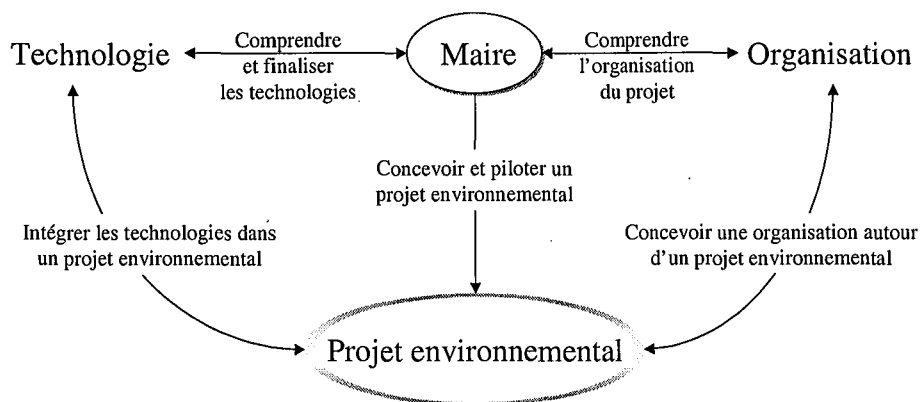 Technologie
Comprendre
et finaliser
les technologies
Maire
Comprendre
l'organisation
du projet
Organisation
Concevoir et piloter un
projet environnemental
Intégrer les technologies dans
un projet environnemental
Concevoir une organisation autour
d'un projet environnemental
Projet environnemental